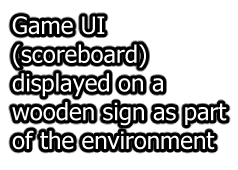 Game UI
(scoreboard)
displayed on a
wooden sign as part
of the environment